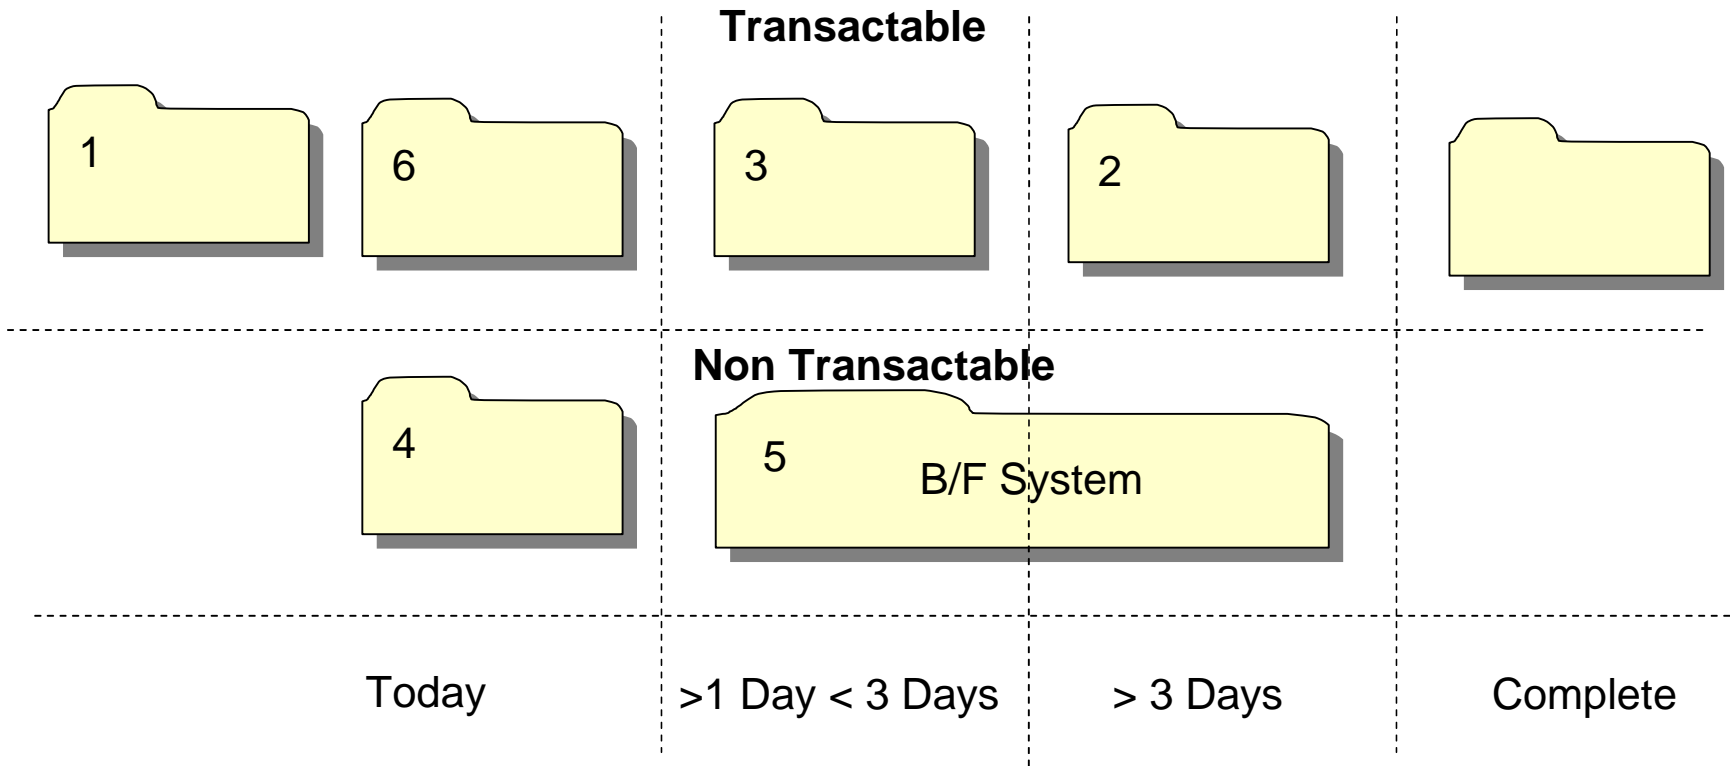 Transactable
1
6
3
2
Non Transactable
4
5
B/F System
Today
>1 Day < 3 Days
> 3 Days
Complete